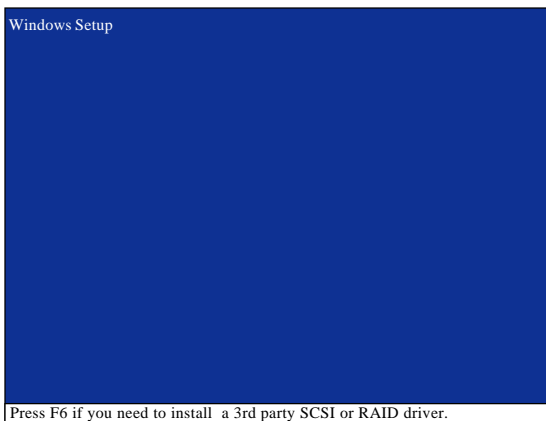 Windows Setup
Press F6 if you need to install a 3rd party SCSI or RAID driver.